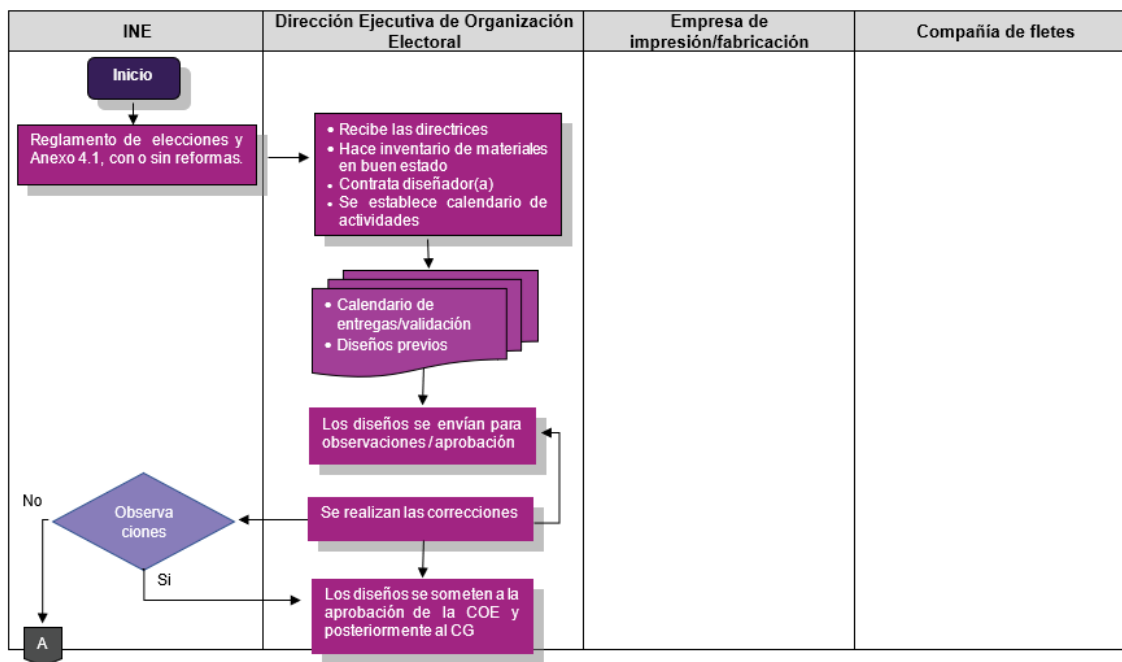 INE
Dirección Ejecutiva de Organización
Electoral
Empresa de
impresión/fabricación
Compañía de fletes
Inicio
Reglamento de elecciones y
Anexo 4.1, con o sin reformas.
• Recibe las directrices
• Hace inventario de materiales
en buen estado
• Contrata diseñador(a)
• Se establece calendario de
actividades
• Calendario de
entregas/validación
• Diseños previos
Los diseños se envían para
observaciones / aprobación
No
Observa
ciones
Se realizan las correcciones
Si
Los diseños se someten a la
aprobación de la COE y
posteriormente al CG
A